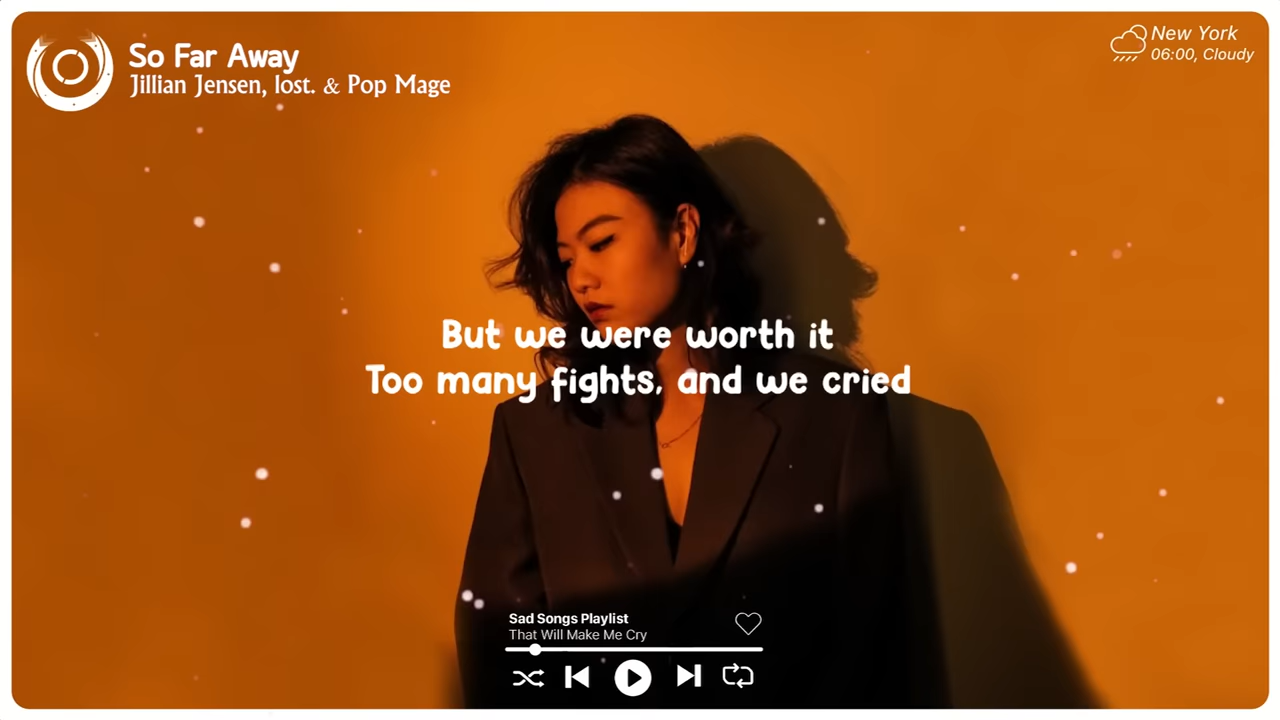 So Far Away
Jillian Jensen, lost. & Pop Mage
New York
06:00, Cloudy
But we were worth it
Too many fights, and we cried
Sad Songs Playlist
That Will Make Me Cry